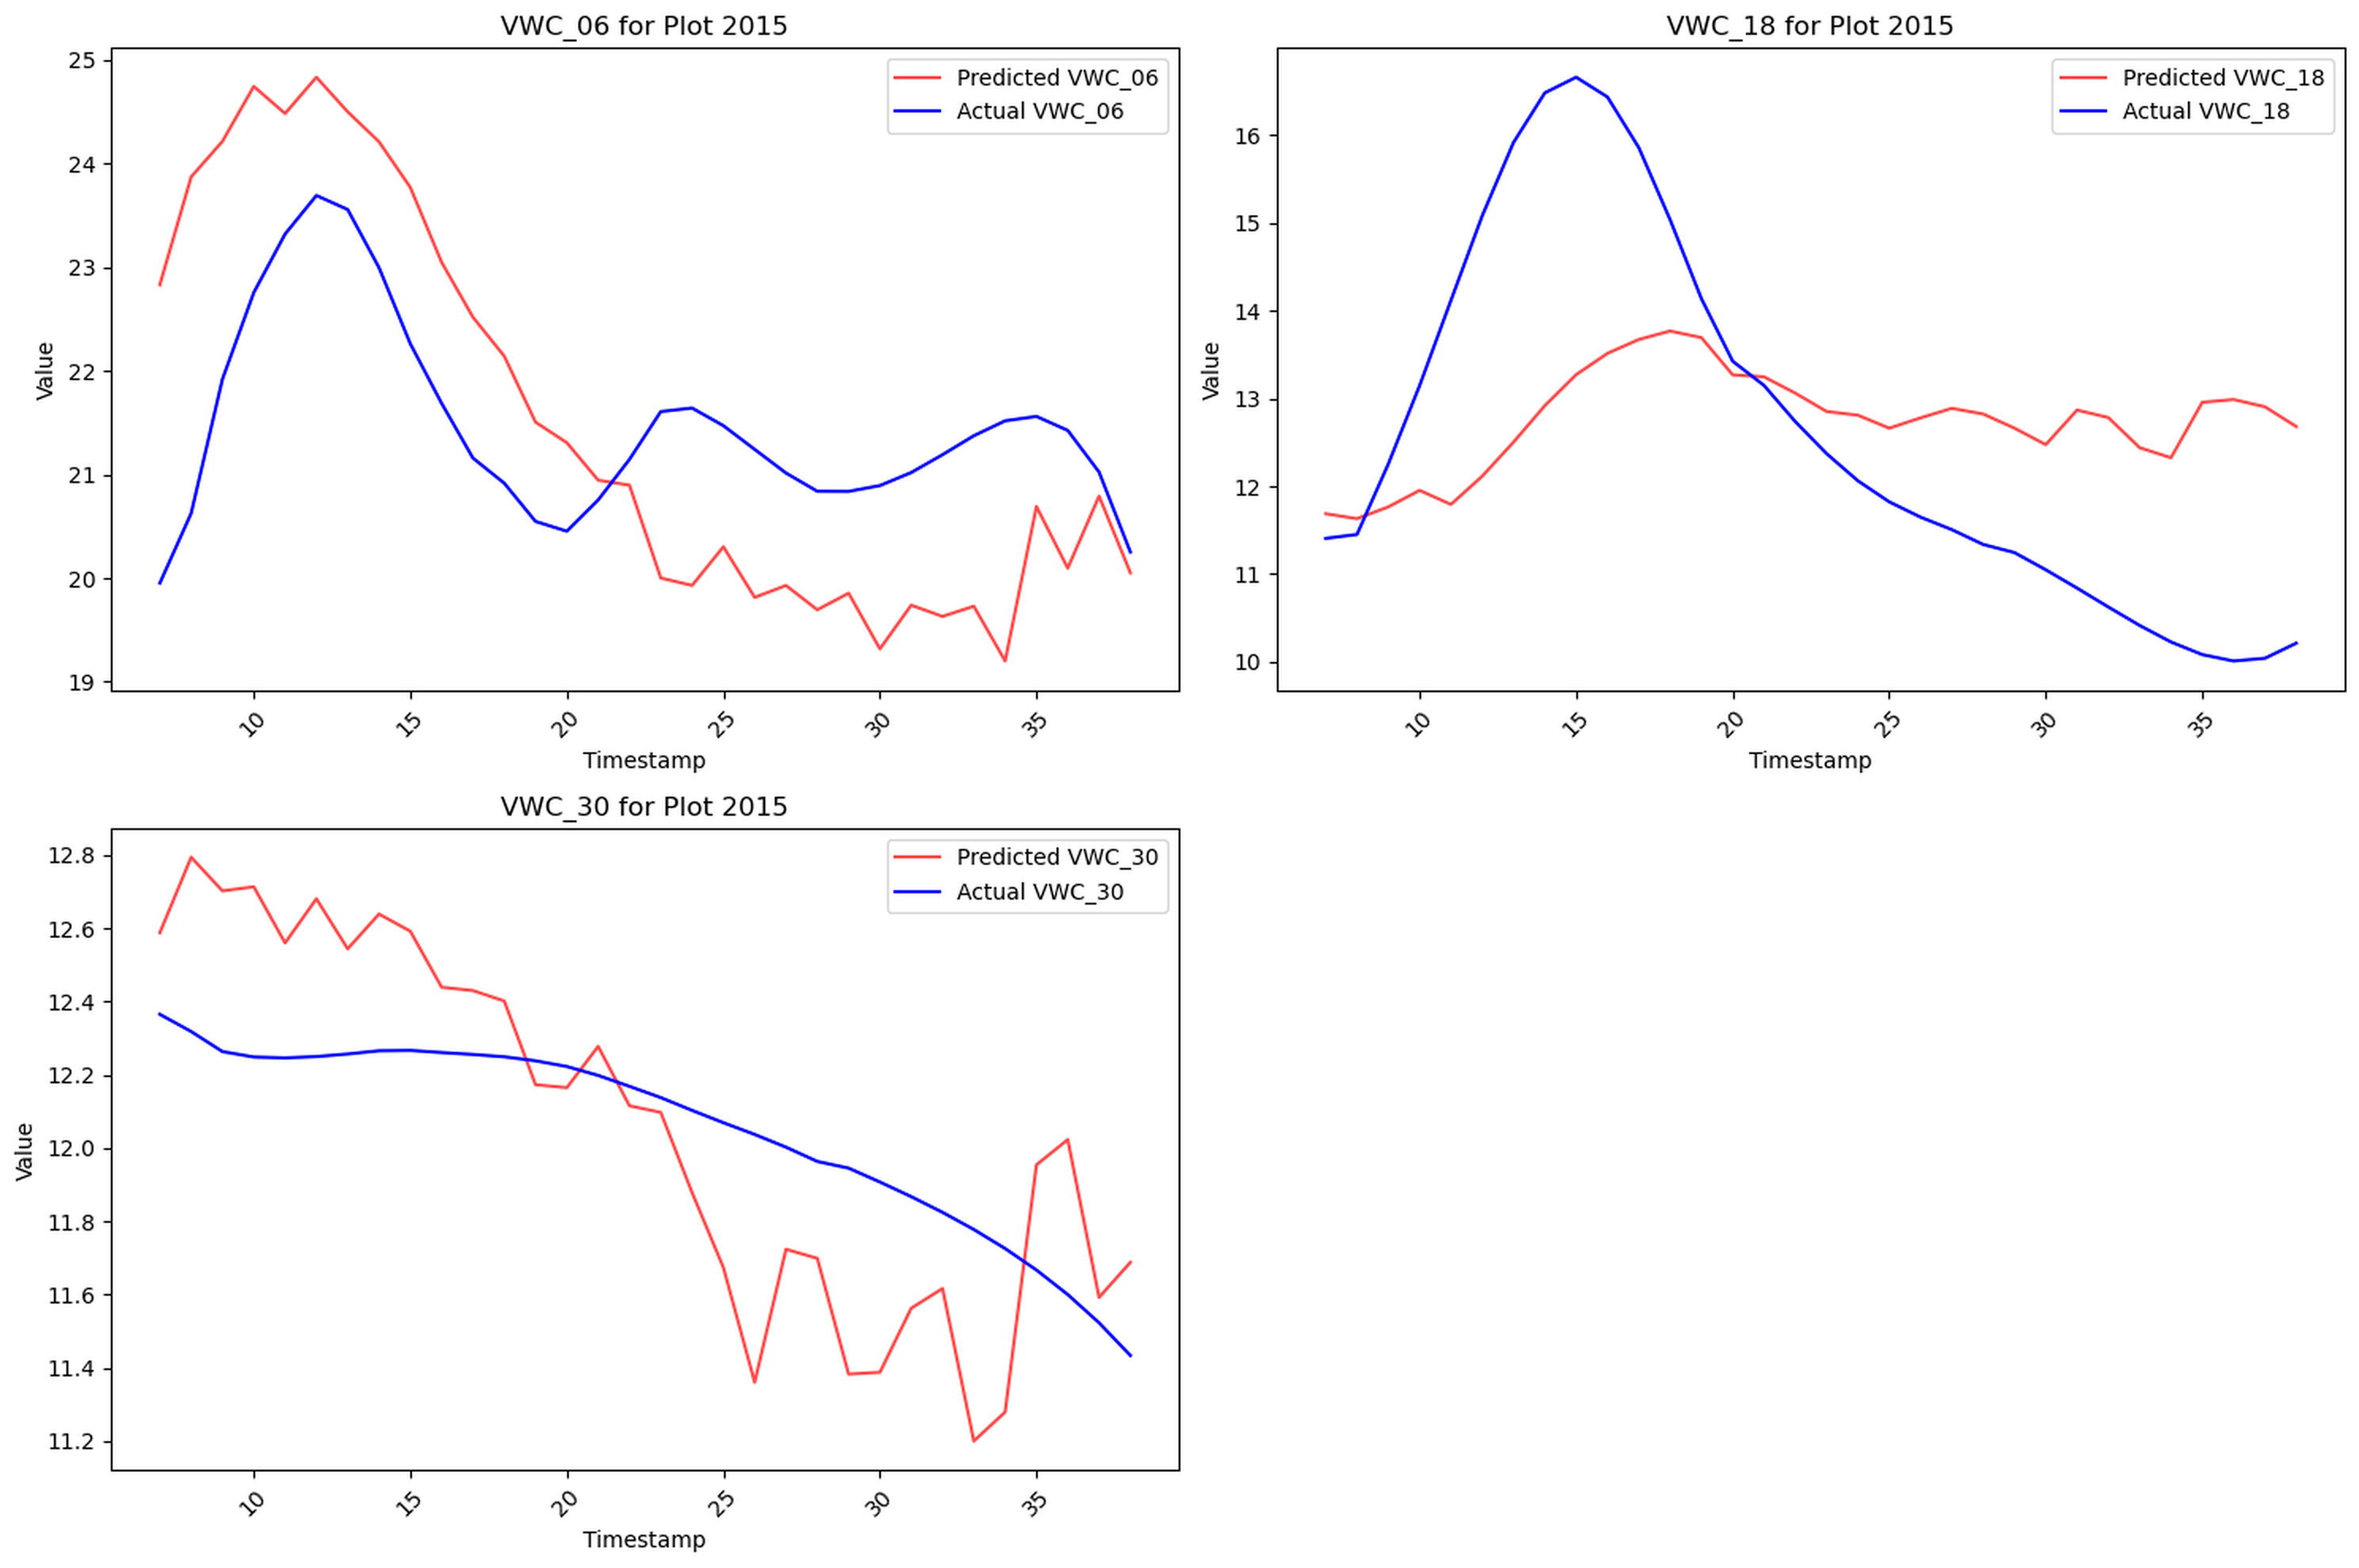 VWC_06 for Plot 2015
Predicted VWC_06
Actual VWC_06
25
24
23
22
21
20
19
Value
10
15
20
25
30
35
Timestamp
VWC_18 for Plot 2015
Predicted VWC_18
Actual VWC_18
16
15
14
13
12
11
10
Value
10
15
20
25
30
35
Timestamp
VWC_30 for Plot 2015
Predicted VWC_30
Actual VWC_30
12.8
12.6
12.4
12.2
12.0
11.8
11.6
11.4
11.2
Value
10
15
20
25
30
35
Timestamp